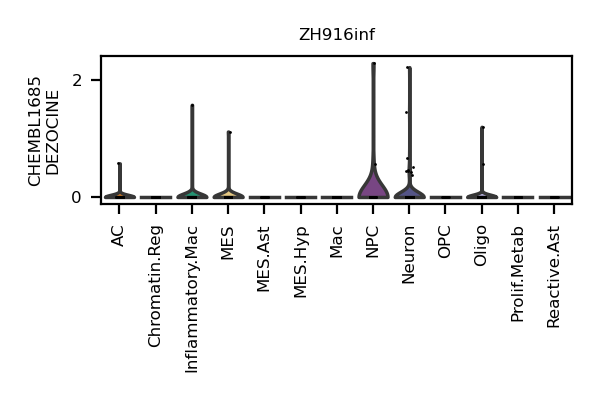 ZH916inf
CHEMBL1685
DEZOCINE
2
0
AC
Chromatin.Reg
Inflammatory.Mac
MES
MES.Ast
MES.Hyp
Mac
NPC
Neuron
OPC
Oligo
Prolif.Metab
Reactive.Ast